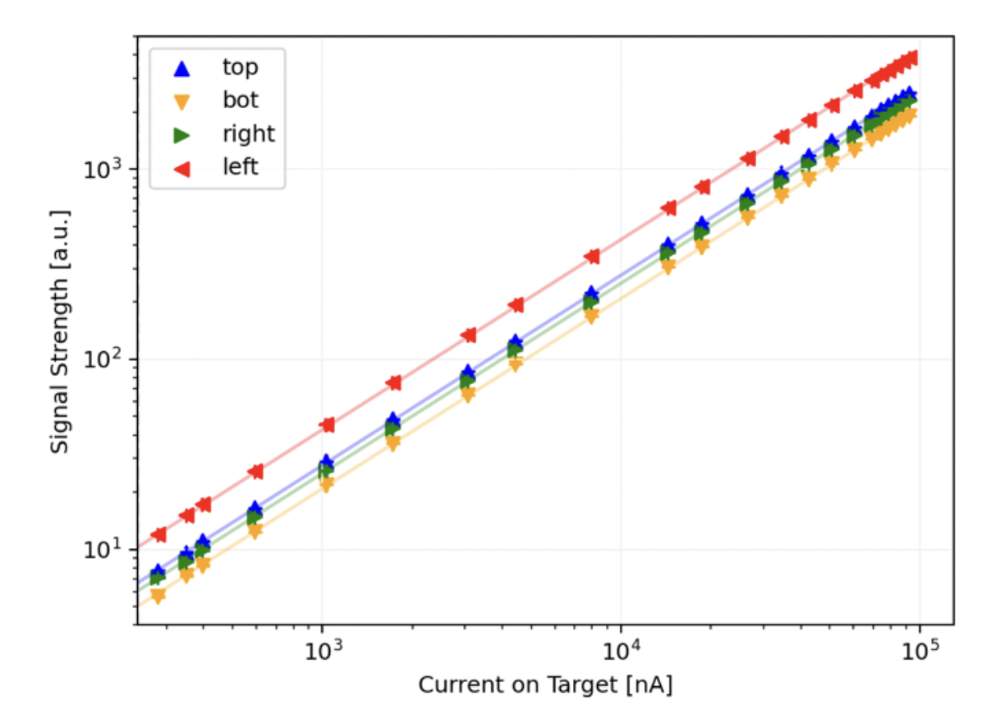 top
bot
right
left
10³
10²
10¹
Signal Strength [a.u.]
10³ 10⁴ 10⁵
Current on Target [nA]